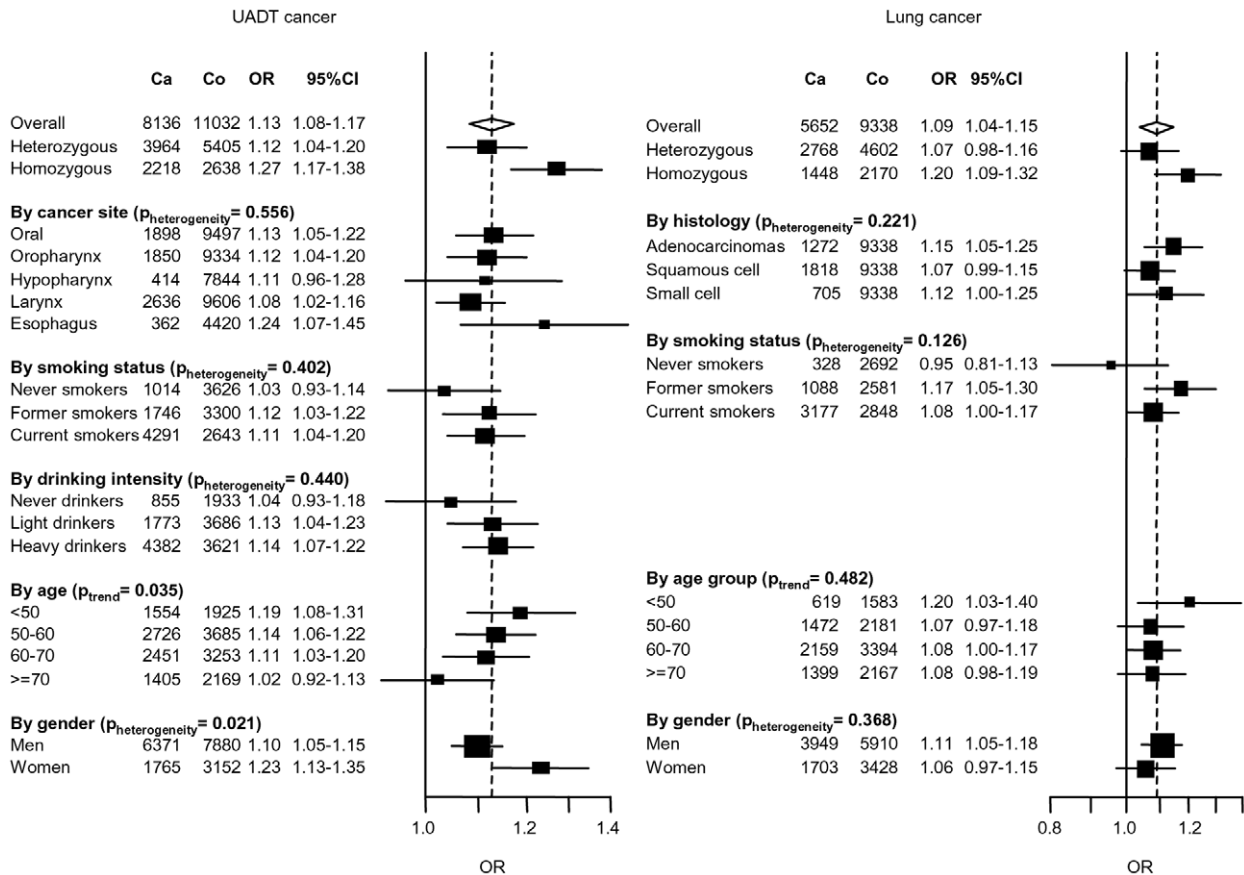 UADT cancer
Ca Co OR 95%CI
Overall 8136 11032 1.13 1.08-1.17
Heterozygous 3964 5405 1.12 1.04-1.20
Homozygous 2218 2638 1.27 1.17-1.38
By cancer site (pheterogeneity= 0.556)
Oral 1898 9497 1.13 1.05-1.22
Oropharynx 1850 9334 1.12 1.04-1.20
Hypopharynx 414 7844 1.11 0.96-1.28
Larynx 2636 9606 1.08 1.02-1.16
Esophagus 362 4420 1.24 1.07-1.45
By smoking status (pheterogeneity= 0.402)
Never smokers 1014 3626 1.03 0.93-1.14
Former smokers 1746 3300 1.12 1.03-1.22
Current smokers 4291 2643 1.11 1.04-1.20
By drinking intensity (pheterogeneity= 0.440)
Never drinkers 855 1933 1.04 0.93-1.18
Light drinkers 1773 3686 1.13 1.04-1.23
Heavy drinkers 4382 3621 1.14 1.07-1.22
By age (ptrend= 0.035)
<50 1554 1925 1.19 1.08-1.31
50-60 2726 3685 1.14 1.06-1.22
60-70 2451 3253 1.11 1.03-1.20
>=70 1405 2169 1.02 0.92-1.13
By gender (pheterogeneity= 0.021)
Men 6371 7880 1.10 1.05-1.15
Women 1765 3152 1.23 1.13-1.35
1.0 1.2 1.4
OR
Lung cancer
Ca Co OR 95%CI
Overall 5652 9338 1.09 1.04-1.15
Heterozygous 2768 4602 1.07 0.98-1.16
Homozygous 1448 2170 1.20 1.09-1.32
By histology (pheterogeneity= 0.221)
Adenocarcinomas 1272 9338 1.15 1.05-1.25
Squamous cell 1818 9338 1.07 0.99-1.15
Small cell 705 9338 1.12 1.00-1.25
By smoking status (pheterogeneity= 0.126)
Never smokers 328 2692 0.95 0.81-1.13
Former smokers 1088 2581 1.17 1.05-1.30
Current smokers 3177 2848 1.08 1.00-1.17
By age group (ptrend= 0.482)
<50 619 1583 1.20 1.03-1.40
50-60 1472 2181 1.07 0.97-1.18
60-70 2159 3394 1.08 1.00-1.17
>=70 1399 2167 1.08 0.98-1.19
By gender (pheterogeneity= 0.368)
Men 3949 5910 1.11 1.05-1.18
Women 1703 3428 1.06 0.97-1.15
0.8 1.0 1.2
OR